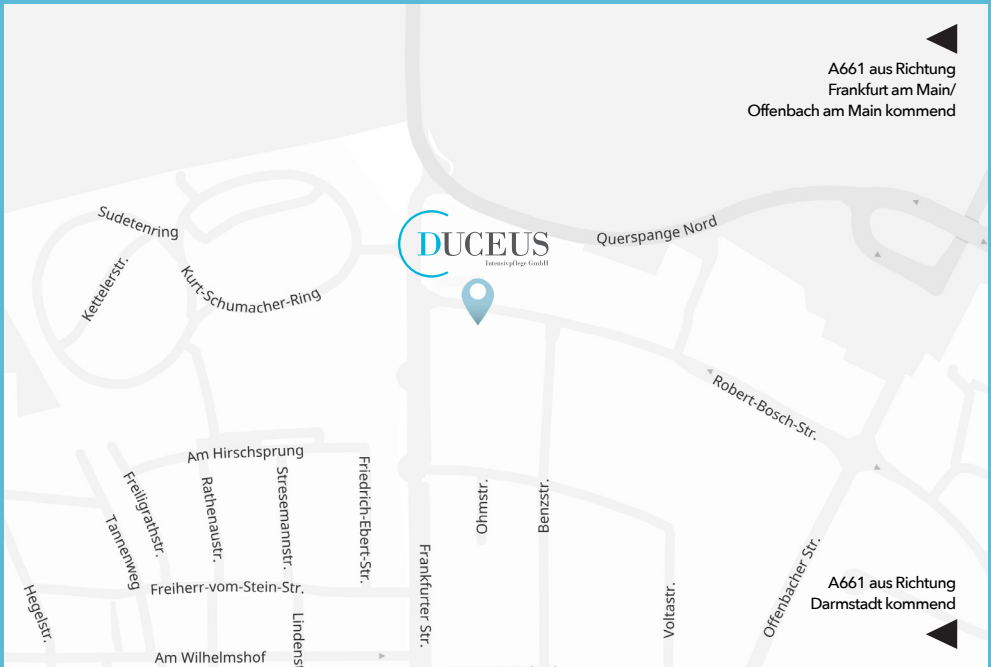 A661 aus Richtung
Frankfurt am Main/
Offenbach am Main kommend
Sudetenring
Querspange Nord
DUCEUS
Intensivpflege GmbH
Kettelerstr.
Kurt-Schumacher-Ring
Robert-Bosch-Str.
Am Hirschsprung
Freiligrathstr.
Rathenaustr.
Stresemannstr.
Friedrich-Ebert-Str.
Ohmstr.
Benzstr.
Tannenweg
Frankfurter Str.
Offenbacher Str.
Freiherr-vom-Stein-Str.
Hegelstr.
Voltastr.
A661 aus Richtung
Darmstadt kommend
Am Wilhelmshof